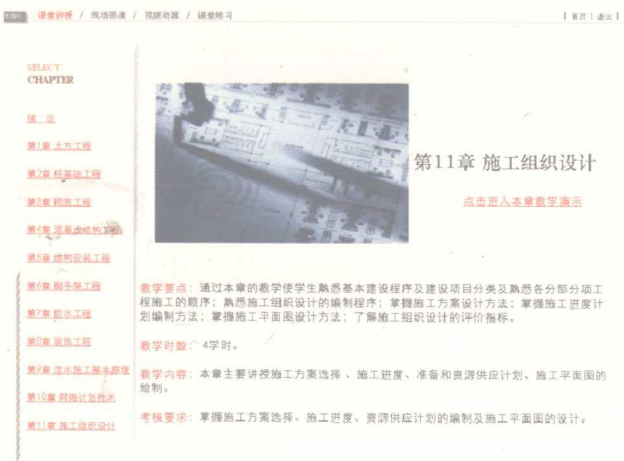 课堂讲授 / 现场图演 / 视频动画 / 课堂练习
[ 首页 | 退出 ]
SELECT
CHAPTER
绪 论
第1章 土方工程
第2章 桩基础工程
第3章 砌筑工程
第4章 混凝土结构工程
第5章 结构安装工程
第6章 脚手架工程
第7章 防水工程
第8章 装饰工程
第9章 流水施工基本原理
第10章 网络计划技术
第11章 施工组织设计
第11章 施工组织设计
点击进入本章教学演示
教学要点：通过本章的教学使学生熟悉基本建设程序及建设项目分类及熟悉各分部分项工
程施工的顺序；熟悉施工组织设计的编制程序；掌握施工方案设计方法；掌握施工进度计
划编制方法；掌握施工平面图设计方法；了解施工组织设计的评价指标。
教学时数：4学时。
教学内容：本章主要讲授施工方案选择、施工进度、准备和资源供应计划、施工平面图的
绘制。
考核要求：掌握施工方案选择、施工进度、资源供应计划的编制及施工平面图的设计。